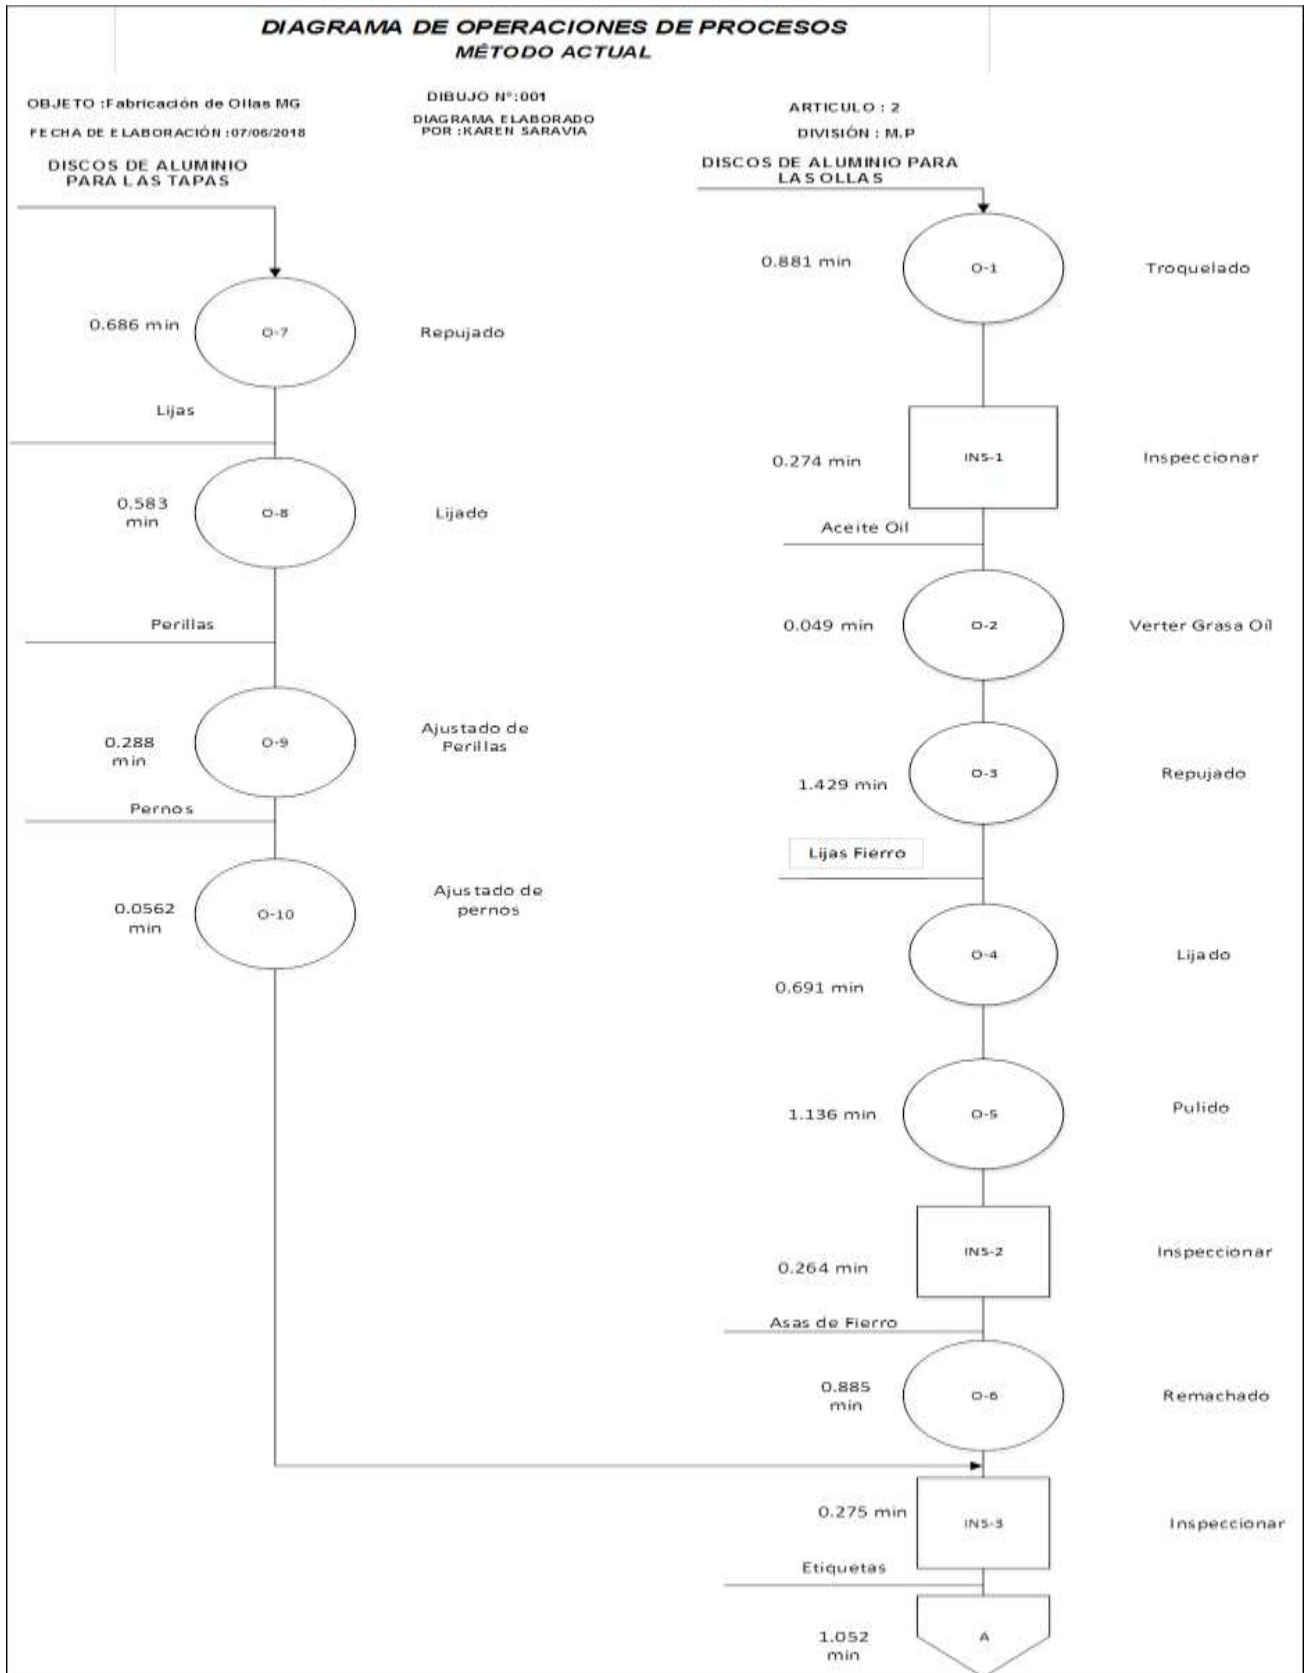 DIAGRAMA DE OPERACIONES DE PROCESOS
MÉTODO ACTUAL
OBJETO :Fabricación de Ollas MG
FECHA DE ELABORACIÓN :07/06/2018
DIBUJO N°:001
DIAGRAMA ELABORADO
POR :KAREN SARAVIA
ARTICULO : 2
DIVISIÓN : M.P
DISCOS DE ALUMINIO
PARA LAS TAPAS
0.686 min
O-7
Repujado
Lijas
0.583
min
O-8
Lijado
Perillas
0.288
min
O-9
Ajustado de
Perillas
Pernos
0.0562
min
O-10
Ajustado de
pernos
DISCOS DE ALUMINIO PARA
LAS OLLAS
0.881 min
O-1
Troquelado
0.274 min
INS-1
Inspeccionar
Aceite Oil
0.049 min
O-2
Verter Grasa Oil
1.429 min
O-3
Repujado
Lijas Fierro
0.691 min
O-4
Lijado
1.136 min
O-5
Pulido
0.264 min
INS-2
Inspeccionar
Asas de Fierro
0.885
min
O-6
Remachado
0.275 min
INS-3
Inspeccionar
Etiquetas
1.052
min
A